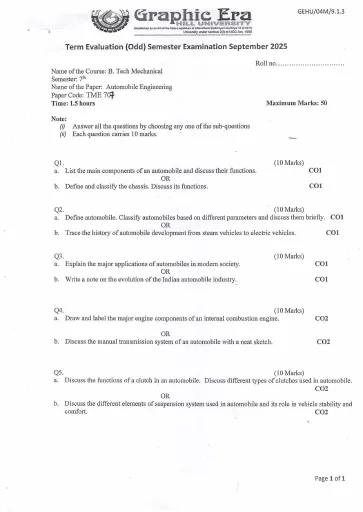 GEHU/04M/9.1.3
Graphic Era
HILL UNIVERSITY
Term Evaluation (Odd) Semester Examination September 2025
Roll no..............................
Name of the Course: B. Tech Mechanical
Semester: 7th
Name of the Paper: Automobile Engineering
Paper Code: TME 704
Time: 1.5 hours Maximum Marks: 50
Note:
(i) Answer all the questions by choosing any one of the sub-questions
(ii) Each question carries 10 marks.
Q1. (10 Marks)
a. List the main components of an automobile and discuss their functions. CO1
OR
b. Define and classify the chassis. Discuss its functions. CO1
Q2. (10 Marks)
a. Define automobile. Classify automobiles based on different parameters and discuss them briefly. CO1
OR
b. Trace the history of automobile development from steam vehicles to electric vehicles. CO1
Q3. (10 Marks)
a. Explain the major applications of automobiles in modern society. CO1
OR
b. Write a note on the evolution of the Indian automobile industry. CO1
Q4. (10 Marks)
a. Draw and label the major engine components of an internal combustion engine. CO2
OR
b. Discuss the manual transmission system of an automobile with a neat sketch. CO2
Q5. (10 Marks)
a. Discuss the functions of a clutch in an automobile. Discuss different types of clutches used in automobile.
CO2
OR
b. Discuss the different elements of suspension system used in automobile and its role in vehicle stability and
comfort. CO2
Page 1 of 1